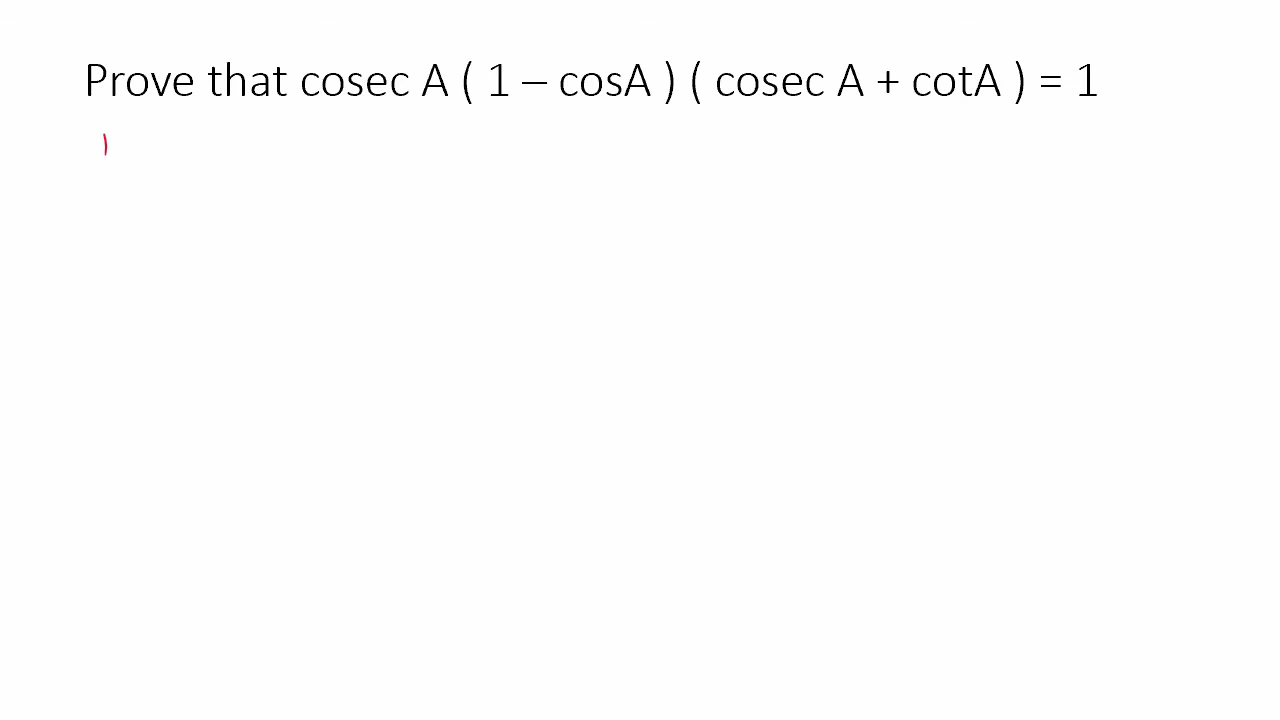 Prove that cosec A ( 1 – cosA ) ( cosec A + cotA ) = 1